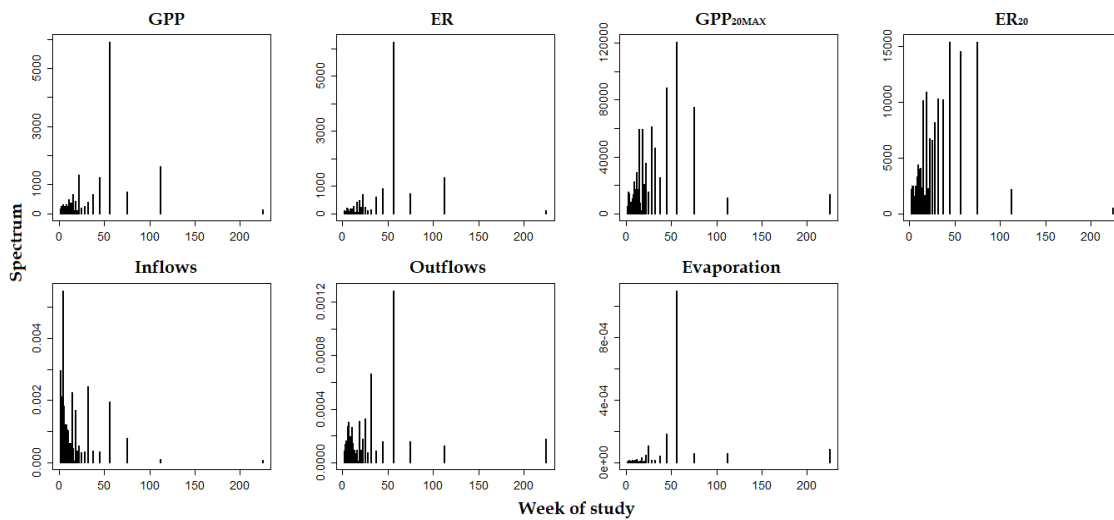 GPP
ER
GPP20MAX
ER20
0 1000 3000 5000
0 50 100 150 200
0 1000 3000 5000
0 50 100 150 200
0 40000 80000 120000
0 50 100 150 200
0 5000 10000 15000
0 50 100 150 200
Spectrum
Inflows
Outflows
Evaporation
0.000 0.002 0.004
0 50 100 150 200
0.0000 0.0004 0.0008 0.0012
0 50 100 150 200
0e+00 4e-04 8e-04
0 50 100 150 200
Week of study